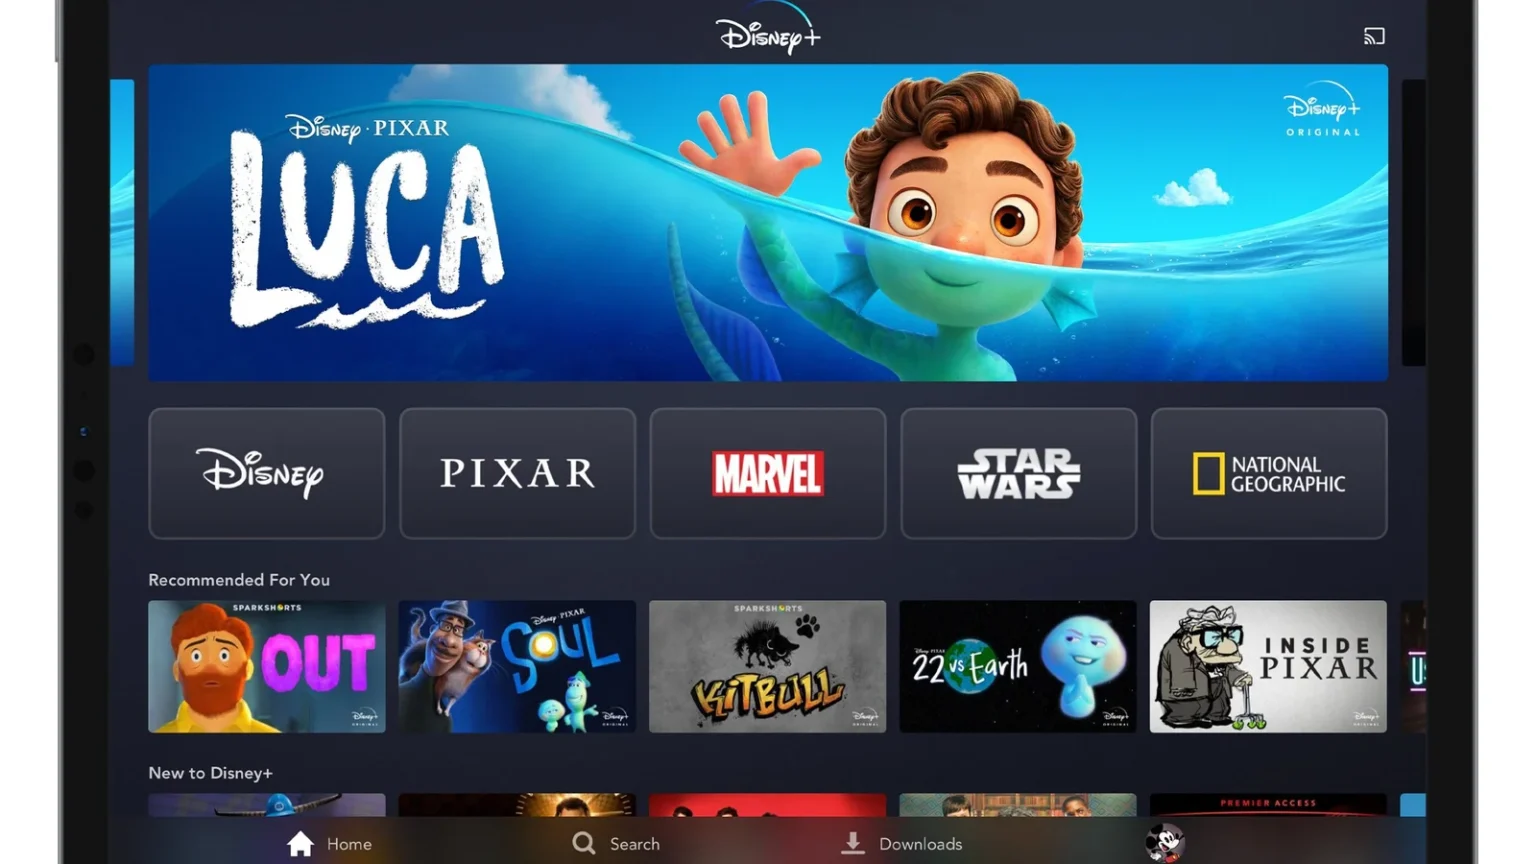 Disney+
Disney · PIXAR
LUCA
Disney+
ORIGINAL
Disney
PIXAR
MARVEL
STAR
WARS
NATIONAL
GEOGRAPHIC
Recommended For You
SPARKSHORTS
OUT
Disney+
ORIGINAL
Disney · PIXAR
SOUL
Disney+
ORIGINAL
SPARKSHORTS
KITBULL
Disney+
ORIGINAL
Disney · PIXAR
22 vs Earth
Disney+
ORIGINAL
INSIDE
PIXAR
Disney+
ORIGINAL
New to Disney+
PREMIER ACCESS
Home
Search
Downloads